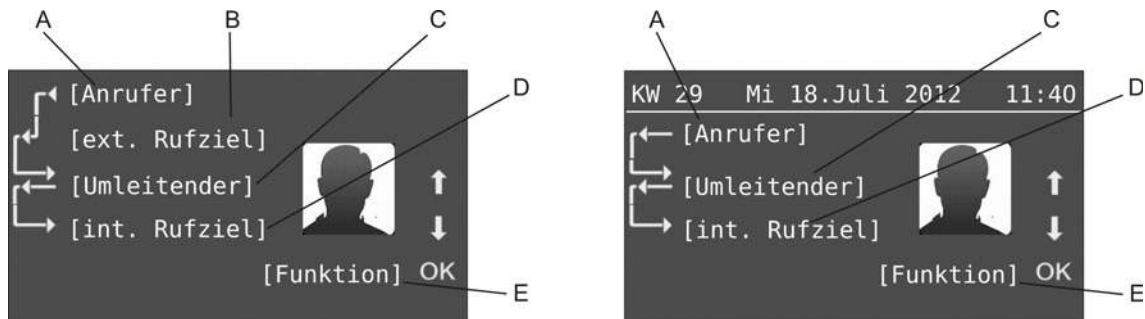 A B C
[Anrufer]
D
[ext. Rufziel]
[Umleitender]
[int. Rufziel]
[Funktion] OK
E
A C
D
KW 29 Mi 18.Juli 2012 11:40
[Anrufer]
[Umleitender]
[int. Rufziel]
[Funktion] OK
E